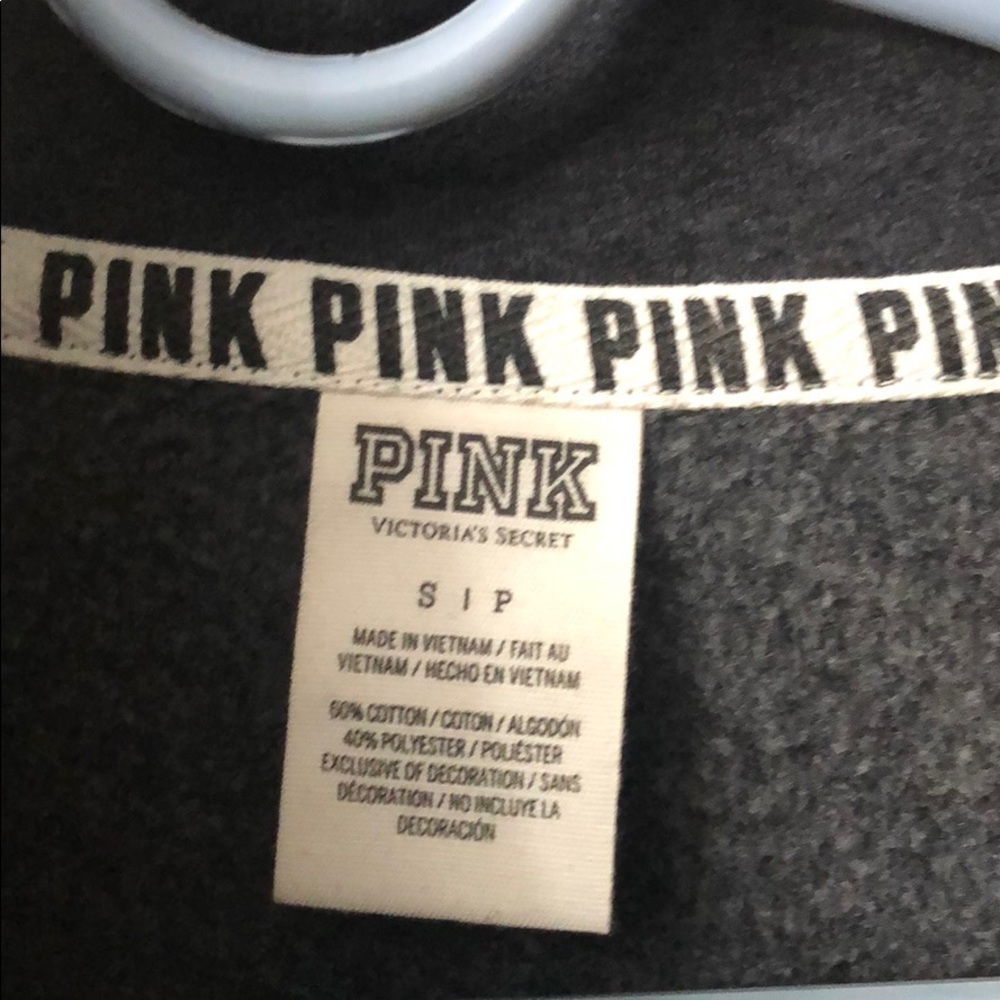 PINK PINK PINK PIN
PINK
VICTORIA'S SECRET
S | P
MADE IN VIETNAM / FAIT AU
VIETNAM / HECHO EN VIETNAM
60% COTTON / COTON / ALGODÓN
40% POLYESTER / POLIÉSTER
EXCLUSIVE OF DECORATION / SANS
DÉCORATION / NO INCLUYE LA
DECORACIÓN